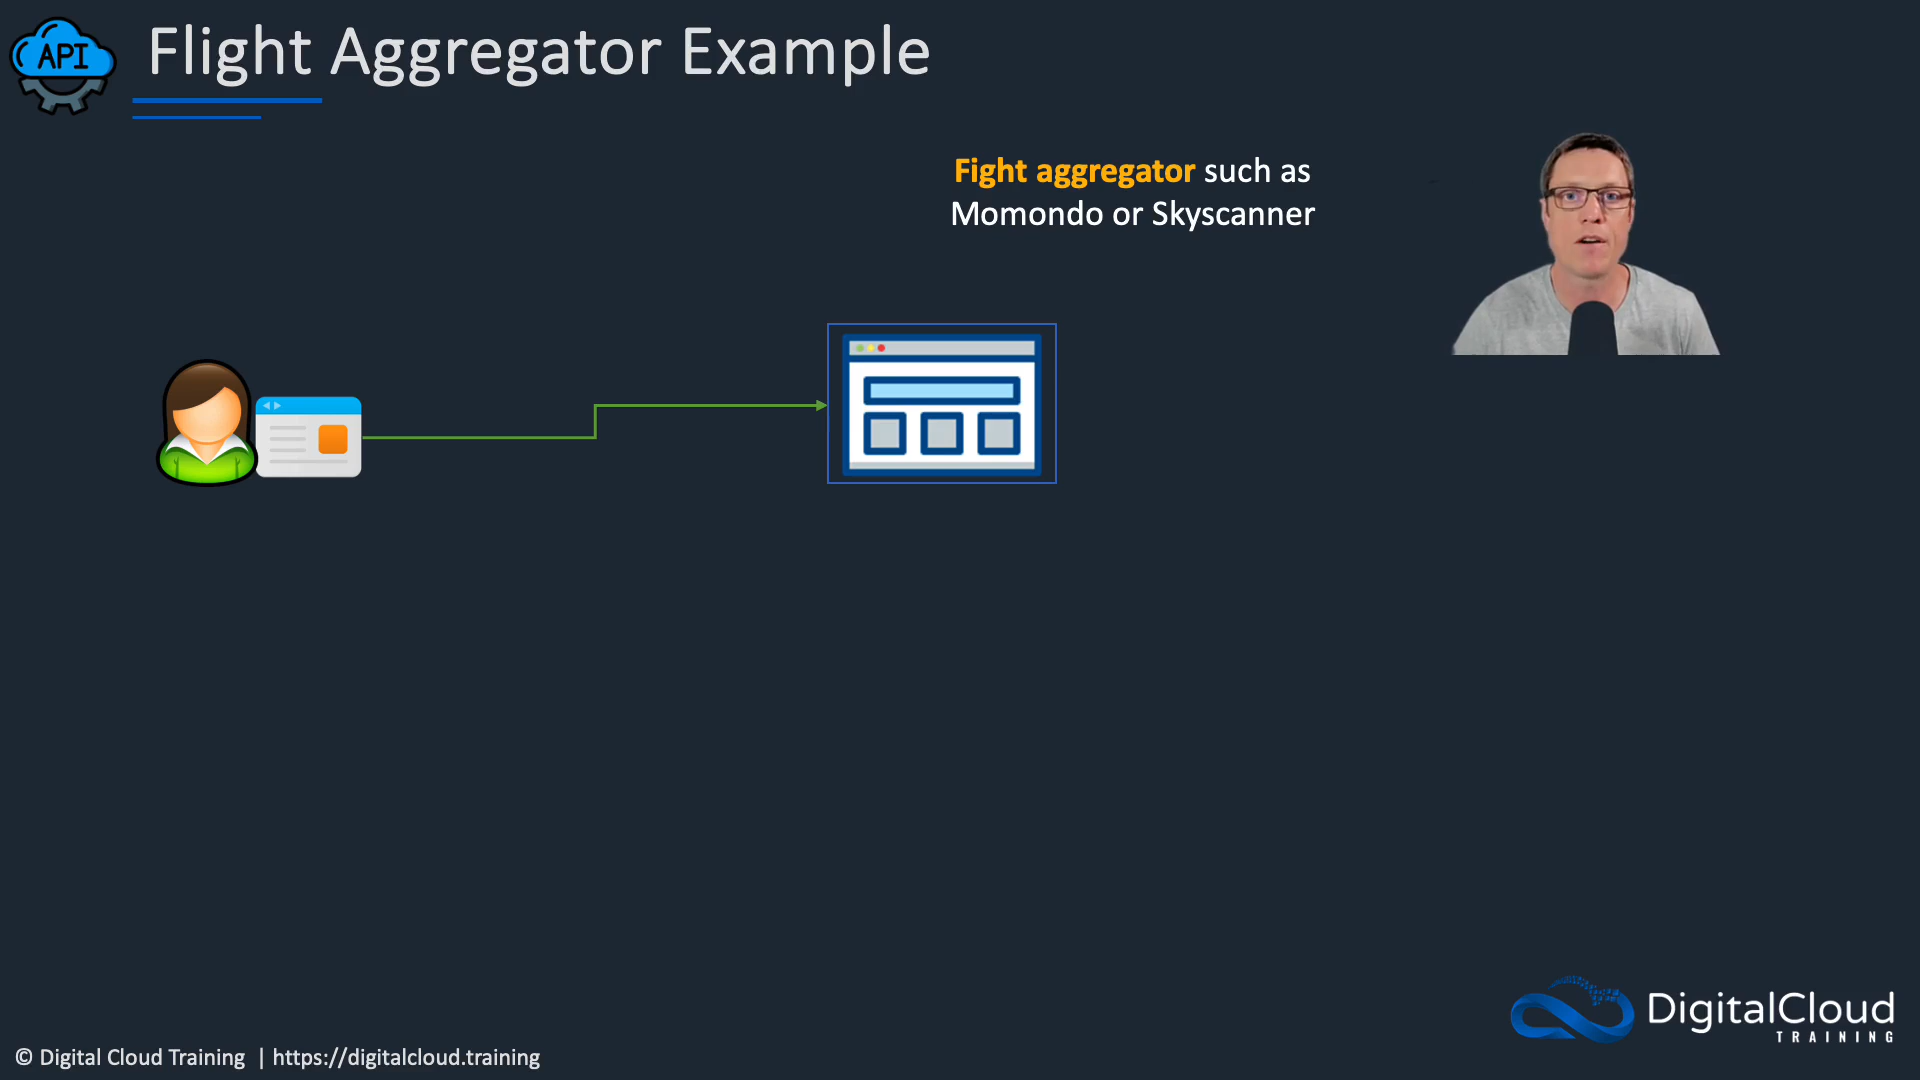 API
Flight Aggregator Example
Fight aggregator such as
Momondo or Skyscanner
DigitalCloud
TRAINING
© Digital Cloud Training | https://digitalcloud.training